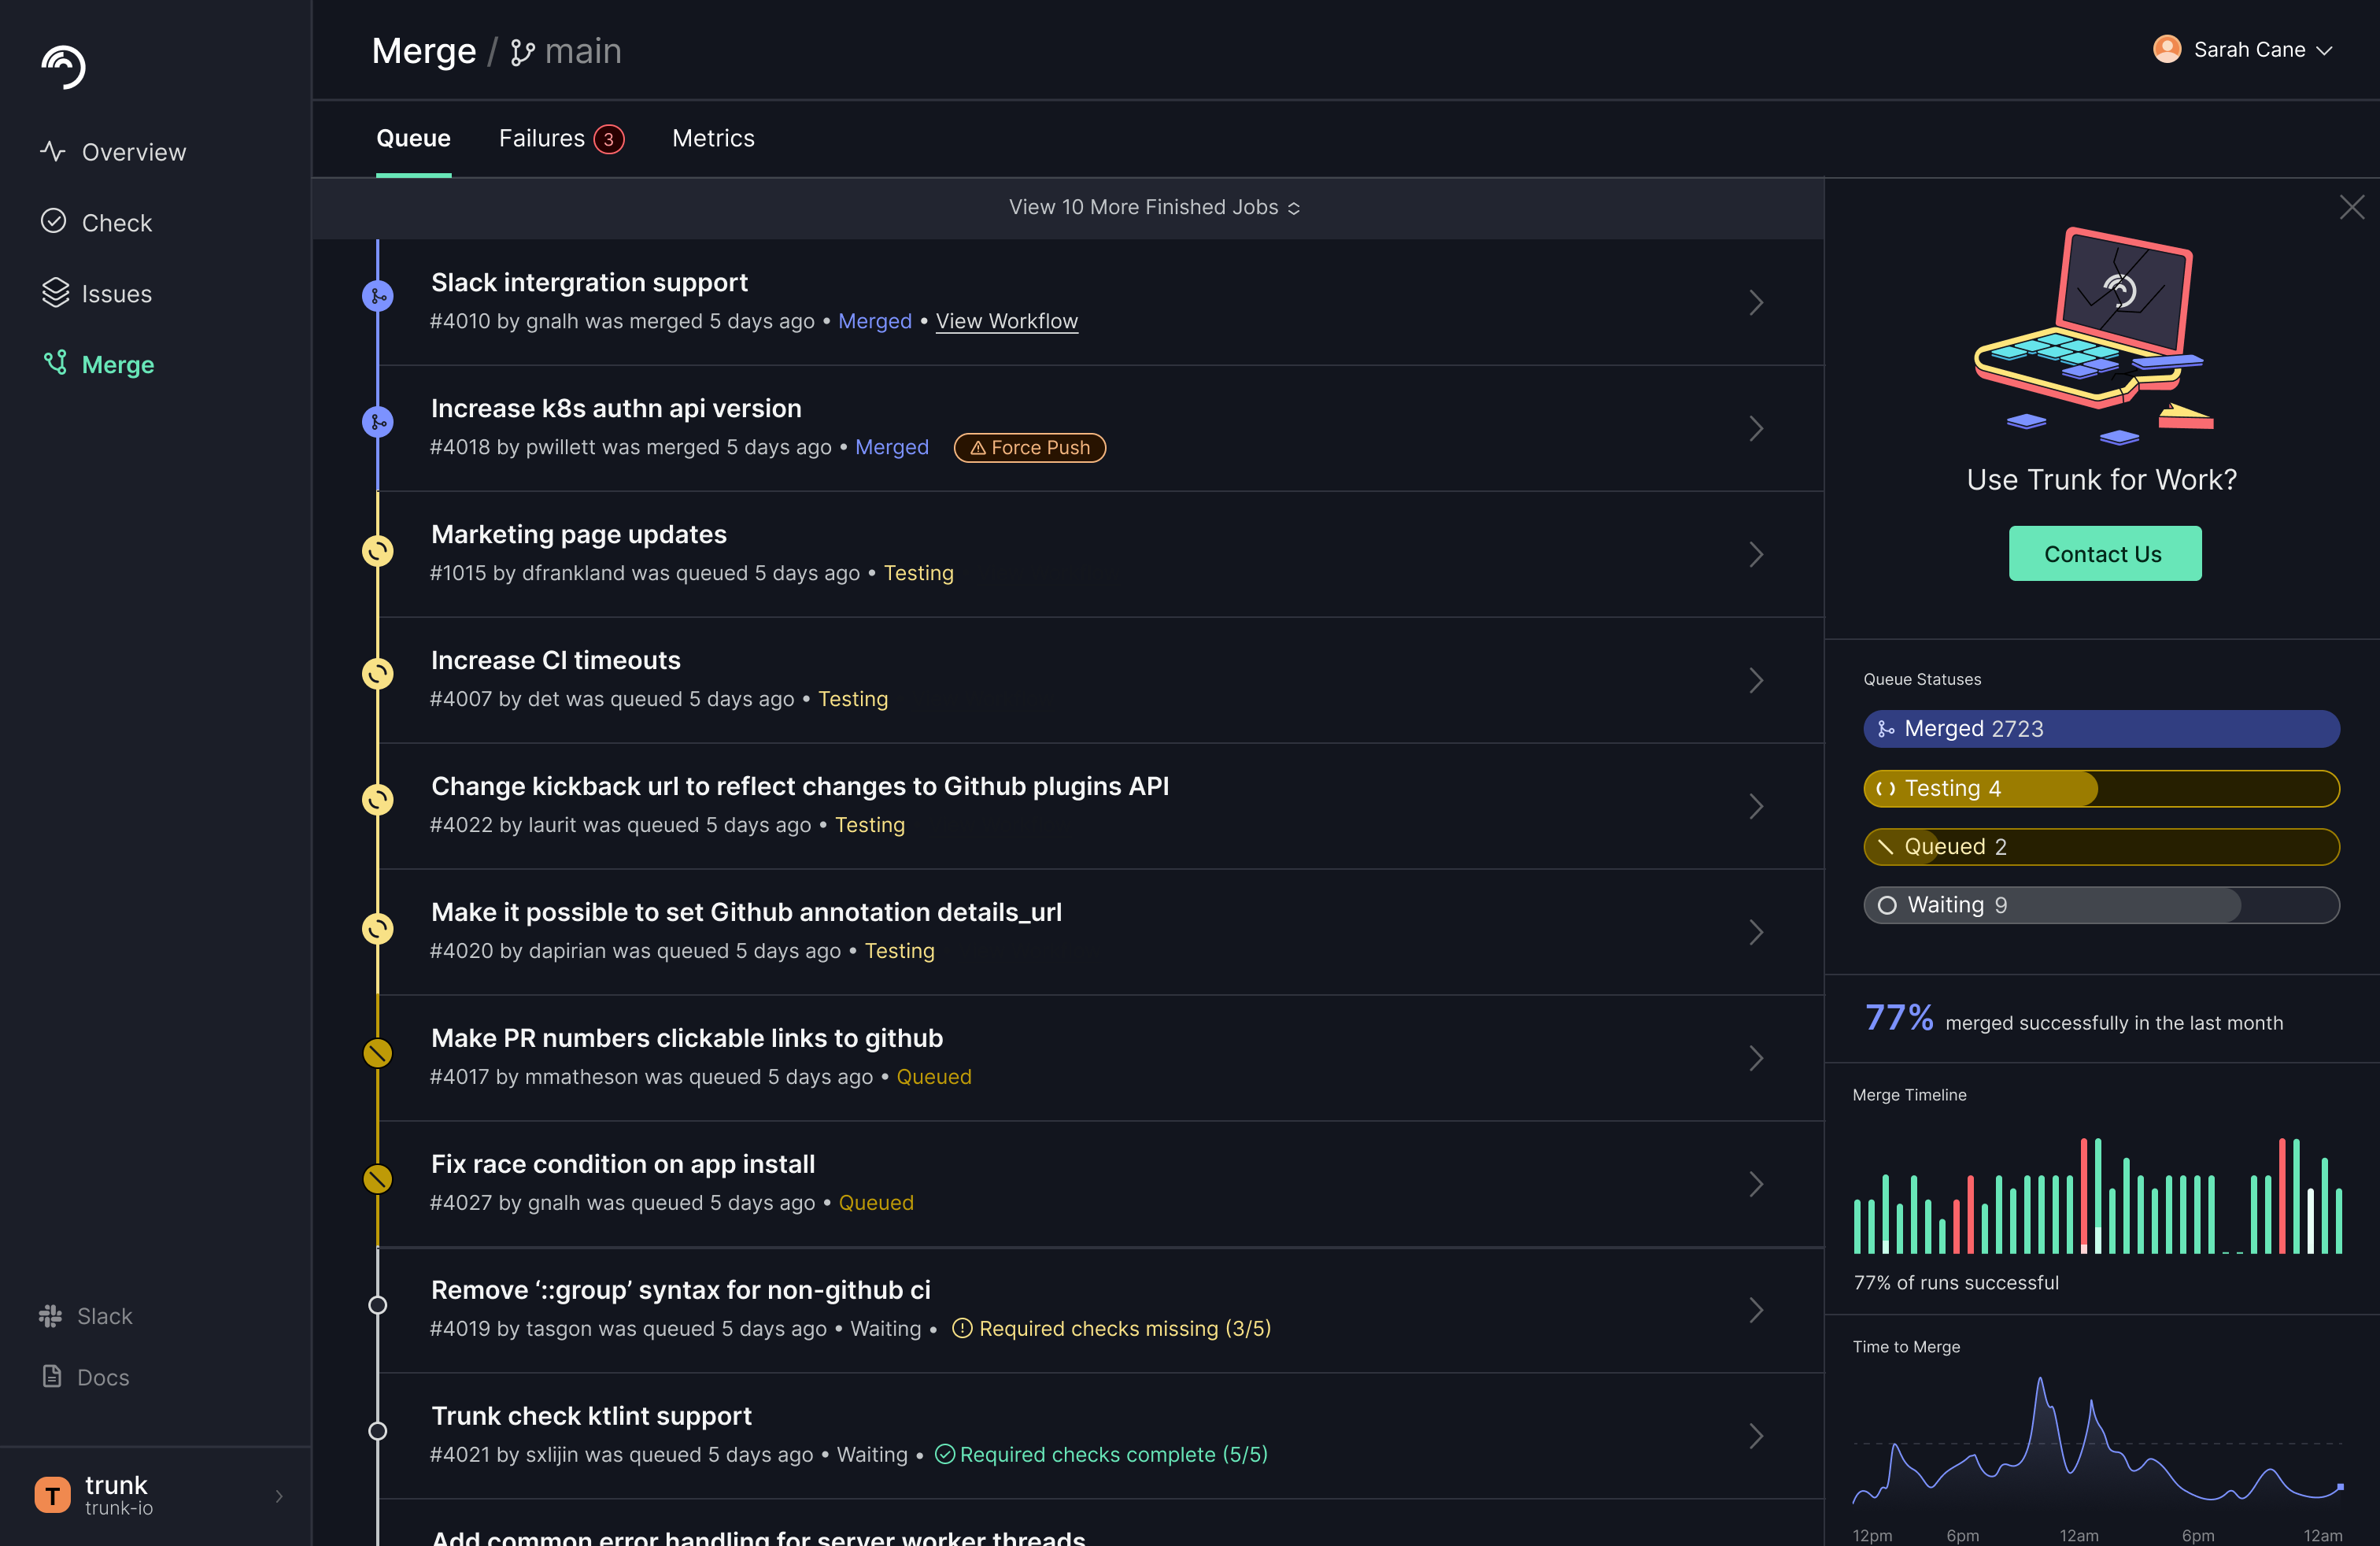 Merge / main
Sarah Cane
Overview
Check
Issues
Merge
Slack
Docs
T
trunk
trunk-io
Queue
Failures 3
Metrics
View 10 More Finished Jobs
Slack intergration support
#4010 by gnalh was merged 5 days ago • Merged • View Workflow
Increase k8s authn api version
#4018 by pwillett was merged 5 days ago • Merged Force Push
Marketing page updates
#1015 by dfrankland was queued 5 days ago • Testing
Increase CI timeouts
#4007 by det was queued 5 days ago • Testing
Change kickback url to reflect changes to Github plugins API
#4022 by laurit was queued 5 days ago • Testing
Make it possible to set Github annotation details_url
#4020 by dapirian was queued 5 days ago • Testing
Make PR numbers clickable links to github
#4017 by mmatheson was queued 5 days ago • Queued
Fix race condition on app install
#4027 by gnalh was queued 5 days ago • Queued
Remove ‘::group’ syntax for non-github ci
#4019 by tasgon was queued 5 days ago • Waiting • Required checks missing (3/5)
Trunk check ktlint support
#4021 by sxlijin was queued 5 days ago • Waiting • Required checks complete (5/5)
Add common error handling for server worker threads
Use Trunk for Work?
Contact Us
Queue Statuses
Merged 2723
Testing 4
Queued 2
Waiting 9
77% merged successfully in the last month
Merge Timeline
77% of runs successful
Time to Merge
12pm 6pm 12am 6pm 12am